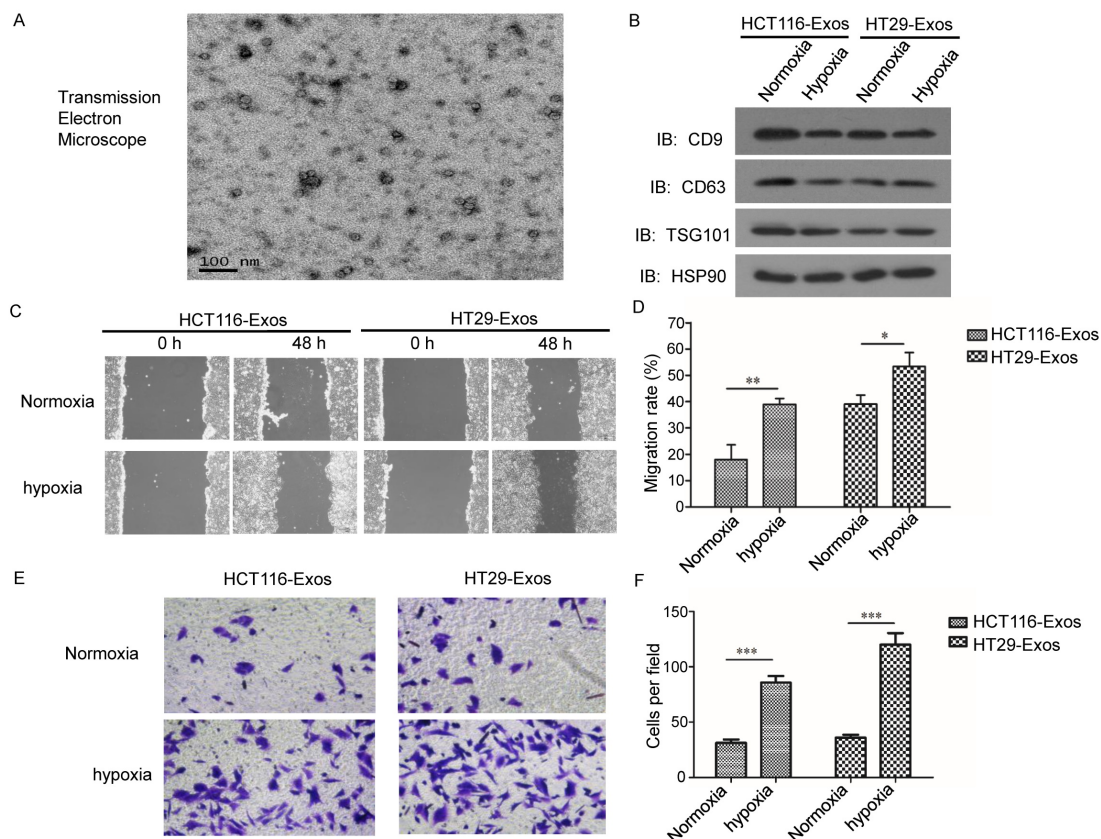 A
Transmission
Electron
Microscope
100 nm
B
HCT116-Exos HT29-Exos
Normoxia Hypoxia Normoxia Hypoxia
IB: CD9
IB: CD63
IB: TSG101
IB: HSP90
C
HCT116-Exos HT29-Exos
0 h 48 h 0 h 48 h
Normoxia
hypoxia
D
Migration rate (%)
70
60
50
40
30
20
10
0
** *
Normoxia hypoxia Normoxia hypoxia
HCT116-Exos
HT29-Exos
E
HCT116-Exos HT29-Exos
Normoxia
hypoxia
F
Cells per field
150
100
50
0
*** ***
Normoxia hypoxia Normoxia hypoxia
HCT116-Exos
HT29-Exos